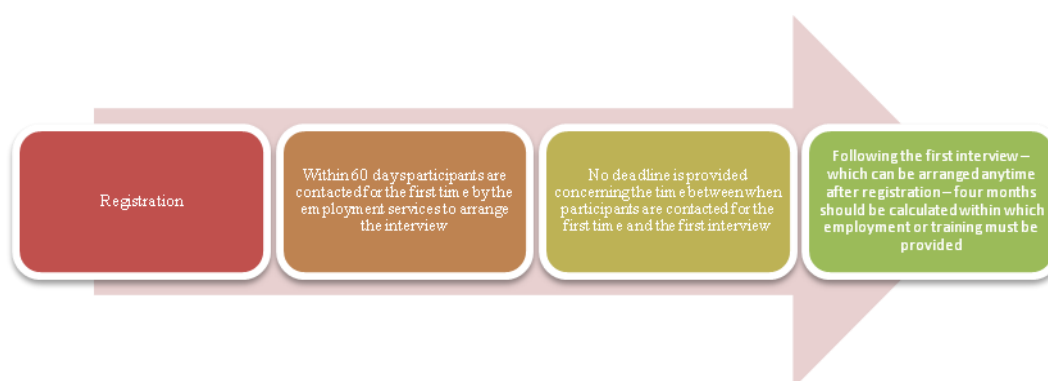 Registration
Within 60 days participants are
contacted for the first time by the
employment services to arrange
the interview
No deadline is provided
concerning the time between when
participants are contacted for the
first time and the first interview
Following the first interview –
which can be arranged anytime
after registration – four months
should be calculated within which
employment or training must be
provided